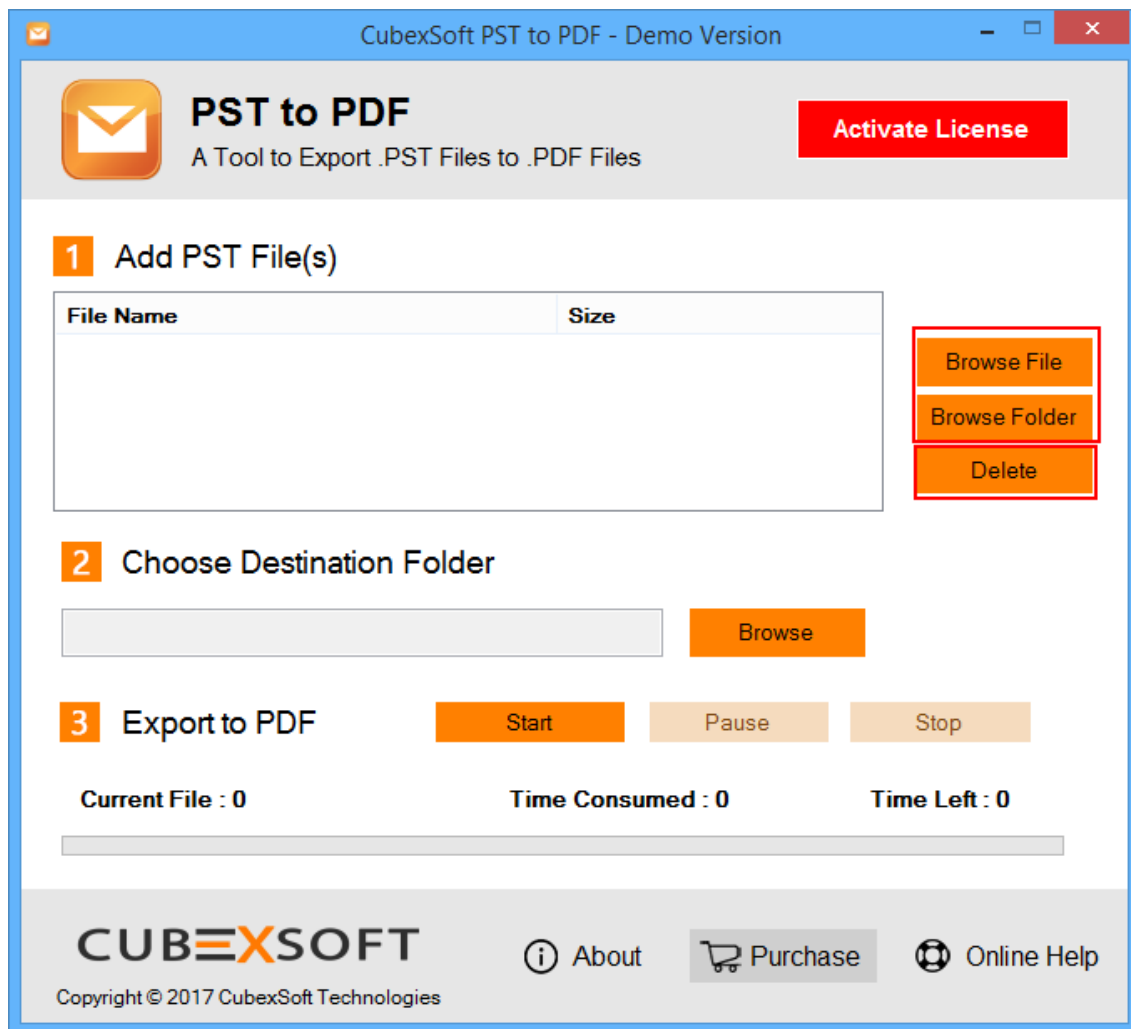 CubexSoft PST to PDF - Demo Version
PST to PDF
A Tool to Export .PST Files to .PDF Files
Activate License
1 Add PST File(s)
File Name Size
Browse File
Browse Folder
Delete
2 Choose Destination Folder
Browse
3 Export to PDF Start Pause Stop
Current File : 0 Time Consumed : 0 Time Left : 0
CUBEXSOFT
Copyright © 2017 CubexSoft Technologies
About Purchase Online Help